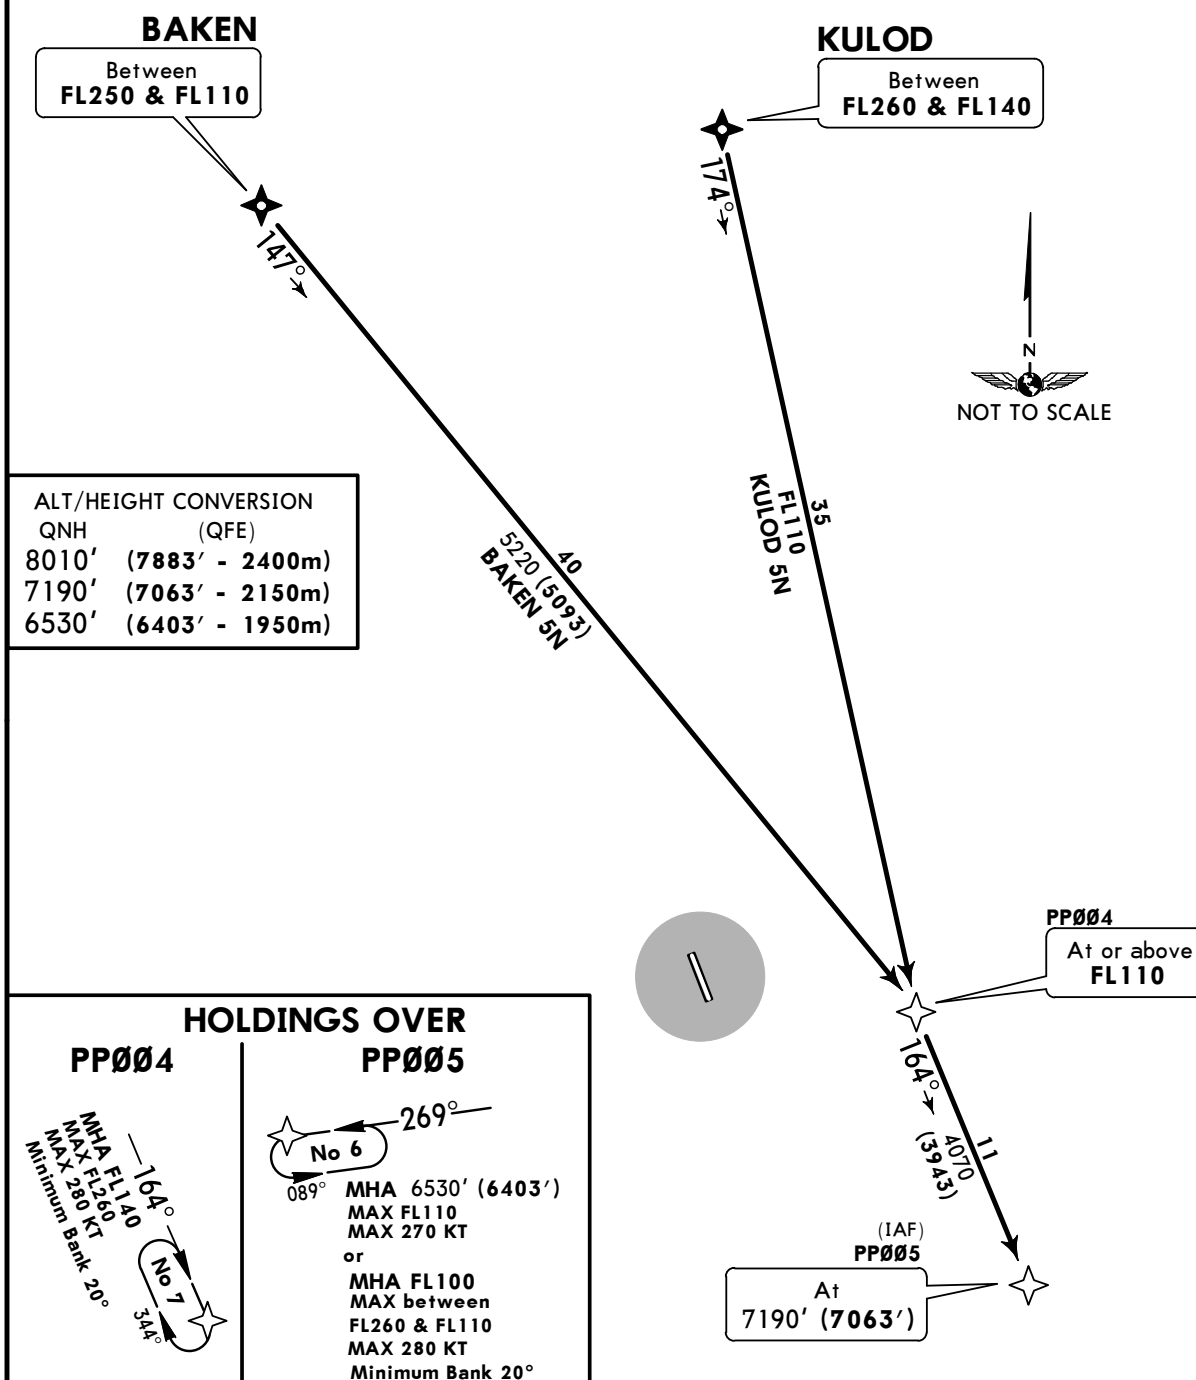 BAKEN
Between
FL250 & FL110
KULOD
Between
FL260 & FL140
147°
174°
N
NOT TO SCALE
ALT/HEIGHT CONVERSION
QNH (QFE)
8010' (7883' - 2400m)
7190' (7063' - 2150m)
6530' (6403' - 1950m)
40
5220 (5093)
BAKEN 5N
35
FL110
KULOD 5N
PPØØ4
At or above
FL110
164°
11
4070
(3943)
(IAF)
PPØØ5
At
7190' (7063')
HOLDINGS OVER
PPØØ4
164°
MHA FL140
MAX FL260
MAX 280 KT
Minimum Bank 20°
No 7
344°
PPØØ5
269°
No 6
089°
MHA 6530' (6403')
MAX FL110
MAX 270 KT
or
MHA FL100
MAX between
FL260 & FL110
MAX 280 KT
Minimum Bank 20°